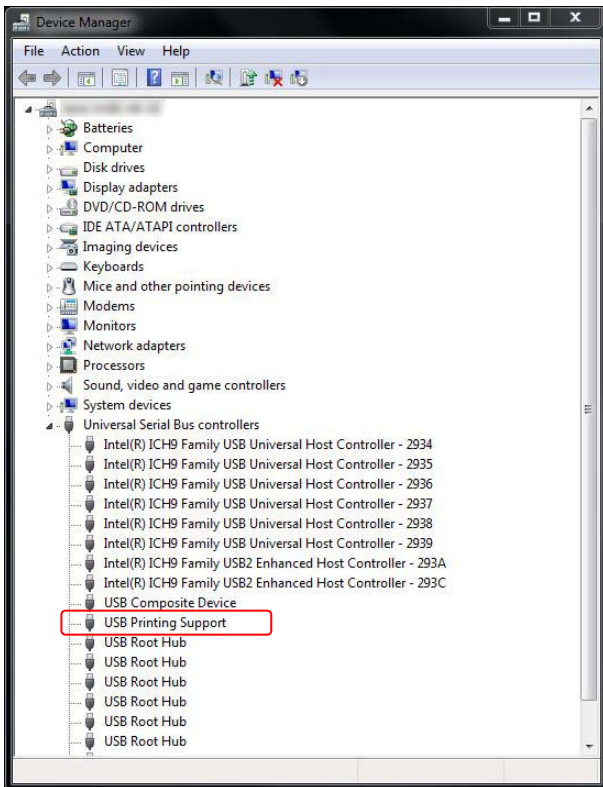 Device Manager
File Action View Help
Batteries
Computer
Disk drives
Display adapters
DVD/CD-ROM drives
IDE ATA/ATAPI controllers
Imaging devices
Keyboards
Mice and other pointing devices
Modems
Monitors
Network adapters
Processors
Sound, video and game controllers
System devices
Universal Serial Bus controllers
Intel(R) ICH9 Family USB Universal Host Controller - 2934
Intel(R) ICH9 Family USB Universal Host Controller - 2935
Intel(R) ICH9 Family USB Universal Host Controller - 2936
Intel(R) ICH9 Family USB Universal Host Controller - 2937
Intel(R) ICH9 Family USB Universal Host Controller - 2938
Intel(R) ICH9 Family USB Universal Host Controller - 2939
Intel(R) ICH9 Family USB2 Enhanced Host Controller - 293A
Intel(R) ICH9 Family USB2 Enhanced Host Controller - 293C
USB Composite Device
USB Printing Support
USB Root Hub
USB Root Hub
USB Root Hub
USB Root Hub
USB Root Hub
USB Root Hub